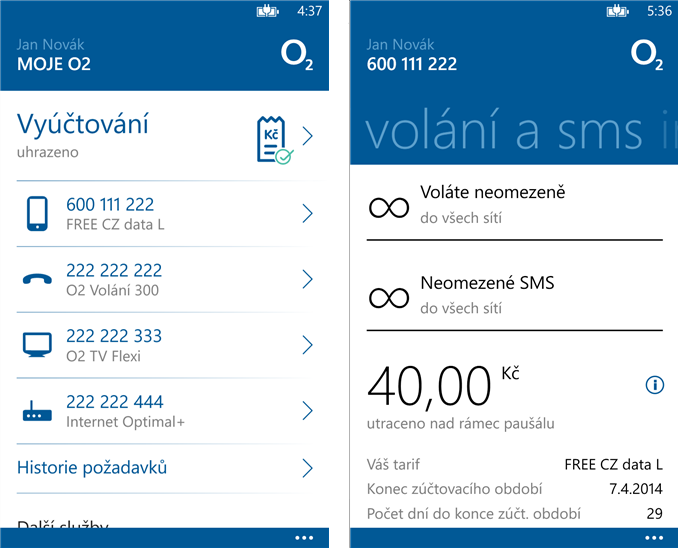 4:37
Jan Novák
MOJE O2
O2
Vyúčtování
uhrazeno
Kč
600 111 222
FREE CZ data L
222 222 222
O2 Volání 300
222 222 333
O2 TV Flexi
222 222 444
Internet Optimal+
Historie požadavků
Další služby
5:36
Jan Novák
600 111 222
O2
volání a sms
Voláte neomezeně
do všech sítí
Neomezené SMS
do všech sítí
40,00 Kč
utraceno nad rámec paušálu
Váš tarif FREE CZ data L
Konec zúčtovacího období 7.4.2014
Počet dní do konce zúčt. období 29